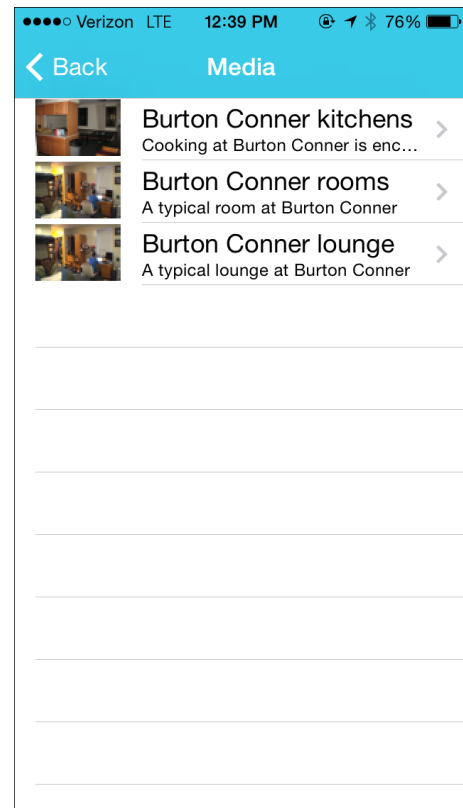 Verizon LTE 12:39 PM 76%
Back Media
Burton Conner kitchens
Cooking at Burton Conner is enc...
Burton Conner rooms
A typical room at Burton Conner
Burton Conner lounge
A typical lounge at Burton Conner